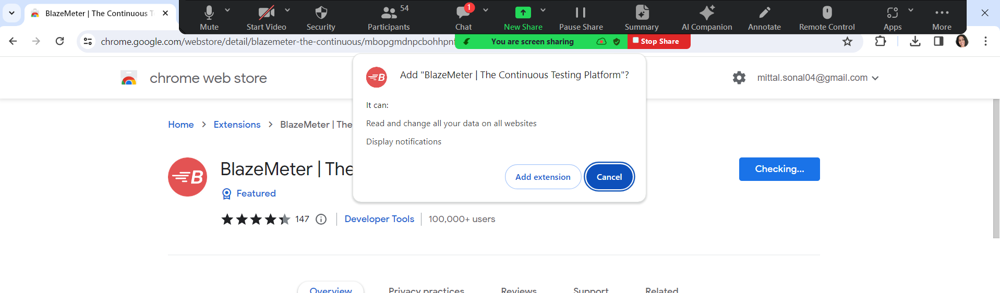 BlazeMeter | The Continuous T
Mute
Start Video
Security
54
Participants
1
Chat
New Share
Pause Share
Summary
AI Companion
Annotate
Remote Control
Apps
More
chrome.google.com/webstore/detail/blazemeter-the-continuous/mbopgmdnpcbohhpn
You are screen sharing
Stop Share
chrome web store
mittal.sonal04@gmail.com
Add "BlazeMeter | The Continuous Testing Platform"?
It can:
Read and change all your data on all websites
Display notifications
Add extension
Cancel
Home
Extensions
BlazeMeter | The
B
BlazeMeter | The
Checking...
Featured
147
Developer Tools
100,000+ users
Overview
Privacy practices
Reviews
Support
Related